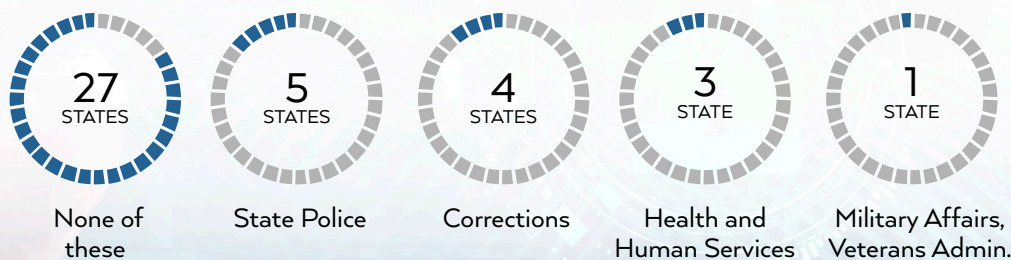 27
STATES
None of
these
5
STATES
State Police
4
STATES
Corrections
3
STATE
Health and
Human Services
1
STATE
Military Affairs,
Veterans Admin.